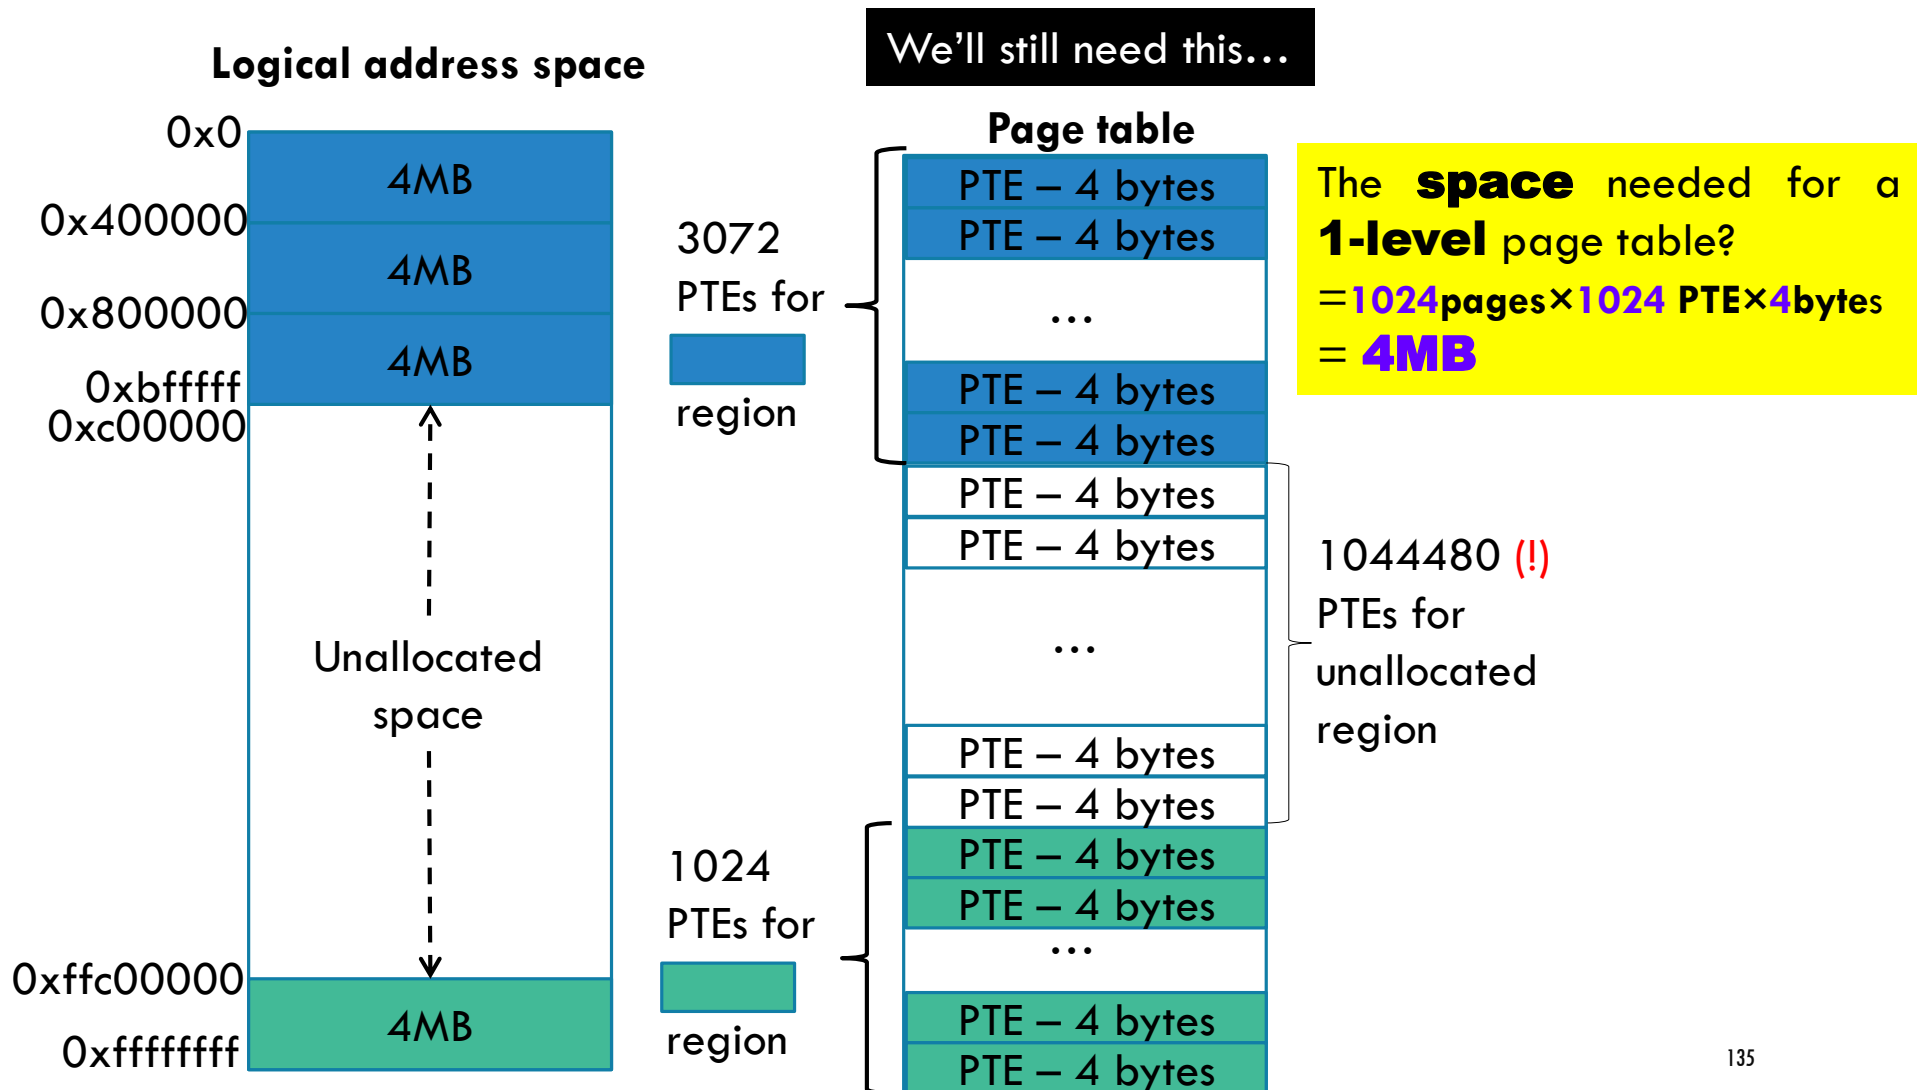 We'll still need this...
Logical address space
0x0
4MB
0x400000
4MB
0x800000
4MB
0xbfffff
0xc00000
Unallocated
space
0xffc00000
4MB
0xffffffff
3072
PTEs for
region
1024
PTEs for
region
Page table
PTE – 4 bytes
PTE – 4 bytes
...
PTE – 4 bytes
PTE – 4 bytes
PTE – 4 bytes
PTE – 4 bytes
...
PTE – 4 bytes
PTE – 4 bytes
PTE – 4 bytes
PTE – 4 bytes
...
PTE – 4 bytes
PTE – 4 bytes
The space needed for a
1-level page table?
=1024pages×1024 PTE×4bytes
= 4MB
1044480 (!)
PTEs for
unallocated
region
135